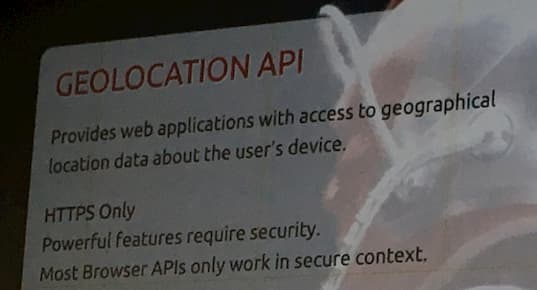 GEOLOCATION API
Provides web applications with access to geographical
location data about the user's device.
HTTPS Only
Powerful features require security.
Most Browser APIs only work in secure context.